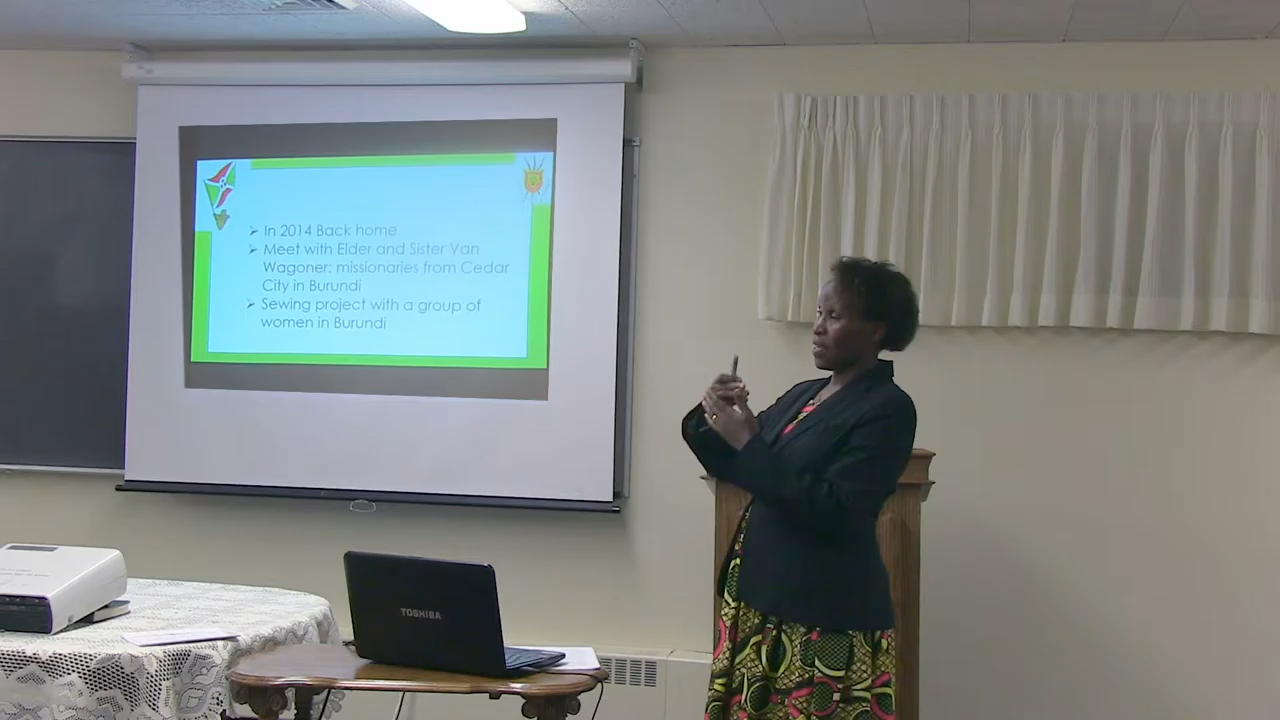 In 2014 Back home
Meet with Elder and Sister Van
Wagoner: missionaries from Cedar
City in Burundi
Sewing project with a group of
women in Burundi
TOSHIBA